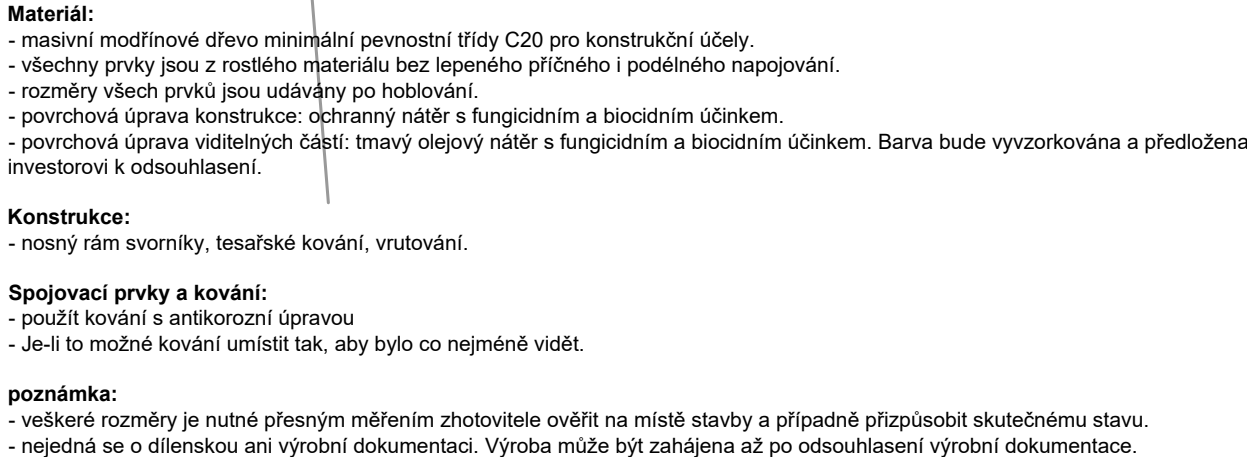 Materiál:
- masivní modřínové dřevo minimální pevnostní třídy C20 pro konstrukční účely.
- všechny prvky jsou z rostlého materiálu bez lepeného příčného i podélného napojování.
- rozměry všech prvků jsou udávány po hoblování.
- povrchová úprava konstrukce: ochranný nátěr s fungicidním a biocidním účinkem.
- povrchová úprava viditelných částí: tmavý olejový nátěr s fungicidním a biocidním účinkem. Barva bude vyvzorkována a předložena
investorovi k odsouhlasení.
Konstrukce:
- nosný rám svorníky, tesařské kování, vrutování.
Spojovací prvky a kování:
- použít kování s antikorozní úpravou
- Je-li to možné kování umístit tak, aby bylo co nejméně vidět.
poznámka:
- veškeré rozměry je nutné přesným měřením zhotovitele ověřit na místě stavby a případně přizpůsobit skutečnému stavu.
- nejedná se o dílenskou ani výrobní dokumentaci. Výroba může být zahájena až po odsouhlasení výrobní dokumentace.